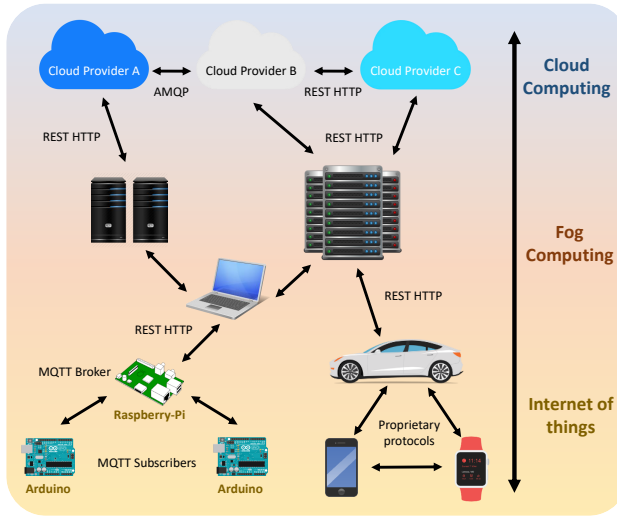 Cloud Provider A
Cloud Provider B
Cloud Provider C
Cloud
Computing
AMQP
REST HTTP
REST HTTP
REST HTTP
Fog
Computing
REST HTTP
REST HTTP
MQTT Broker
Raspberry-Pi
Internet of
things
Proprietary
protocols
MQTT Subscribers
Arduino
Arduino